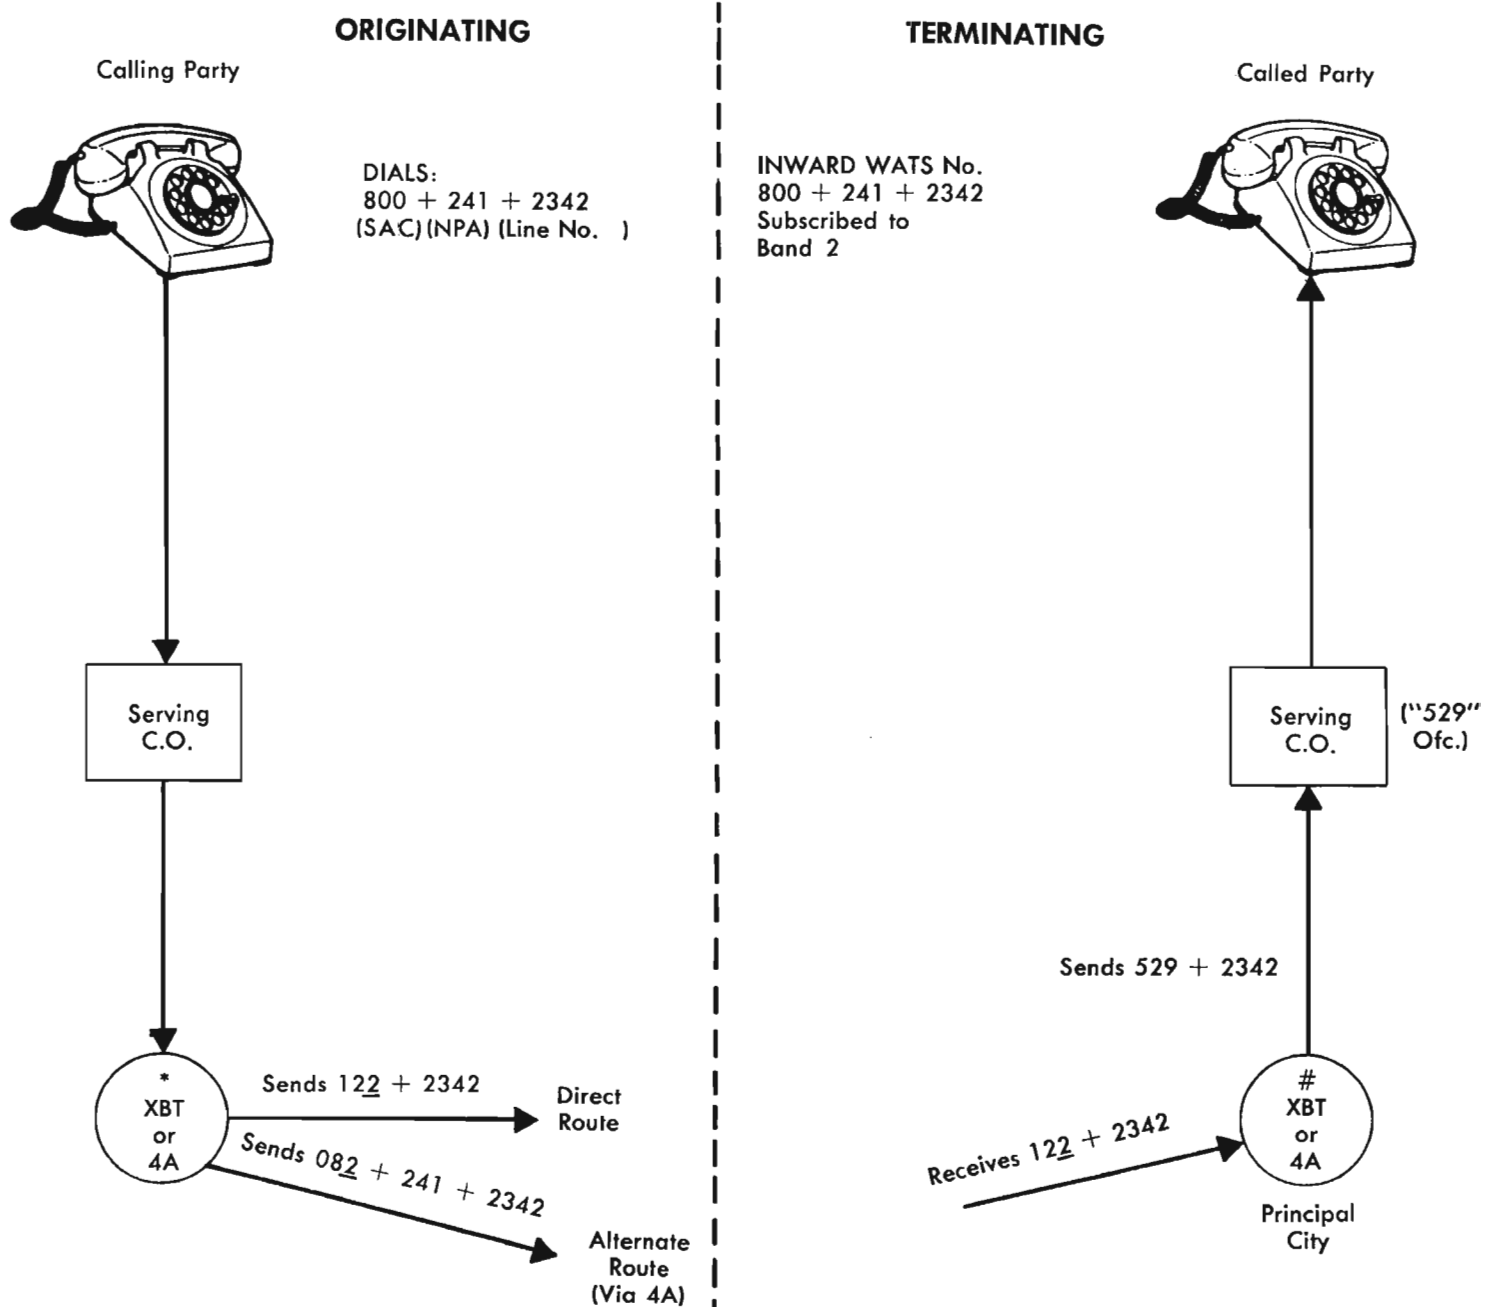 ORIGINATING
Calling Party
DIALS:
800 + 241 + 2342
(SAC) (NPA) (Line No. )
Serving
C.O.
*
XBT
or
4A
Sends 122 + 2342
Direct
Route
Sends 082 + 241 + 2342
Alternate
Route
(Via 4A)
TERMINATING
Called Party
INWARD WATS No.
800 + 241 + 2342
Subscribed to
Band 2
Serving
C.O.
("529"
Ofc.)
Sends 529 + 2342
Receives 122 + 2342
#
XBT
or
4A
Principal
City